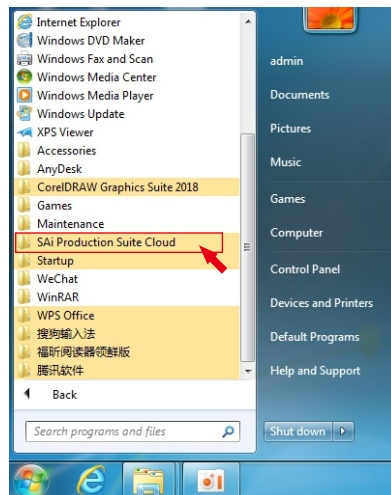 Internet Explorer
Windows DVD Maker
Windows Fax and Scan
Windows Media Center
Windows Media Player
Windows Update
XPS Viewer
Accessories
AnyDesk
CorelDRAW Graphics Suite 2018
Games
Maintenance
SAi Production Suite Cloud
Startup
WeChat
WinRAR
WPS Office
搜狗输入法
福昕阅读器领鲜版
腾讯软件
Back
Search programs and files
admin
Documents
Pictures
Music
Games
Computer
Control Panel
Devices and Printers
Default Programs
Help and Support
Shut down